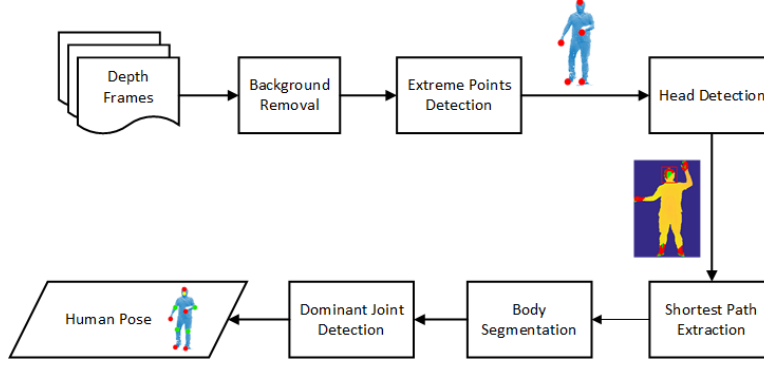 Depth
Frames
Background
Removal
Extreme Points
Detection
Head Detection
Shortest Path
Extraction
Body
Segmentation
Dominant Joint
Detection
Human Pose